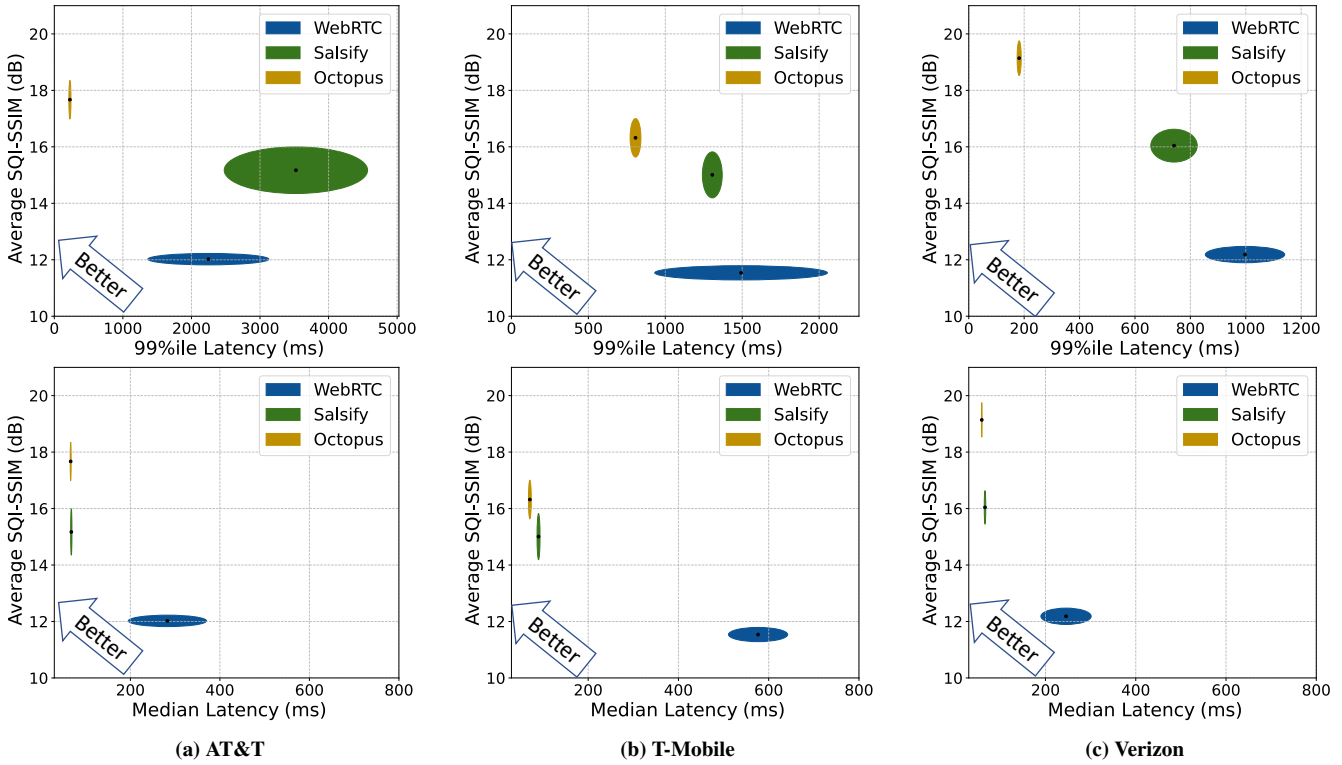 20
18
16
14
12
10
Average SQI-SSIM (dB)
WebRTC
Salsify
Octopus
Better
0 1000 2000 3000 4000 5000
99%ile Latency (ms)
20
18
16
14
12
10
Average SQI-SSIM (dB)
WebRTC
Salsify
Octopus
Better
0 500 1000 1500 2000
99%ile Latency (ms)
20
18
16
14
12
10
Average SQI-SSIM (dB)
WebRTC
Salsify
Octopus
Better
0 200 400 600 800 1000 1200
99%ile Latency (ms)
20
18
16
14
12
10
Average SQI-SSIM (dB)
WebRTC
Salsify
Octopus
Better
200 400 600 800
Median Latency (ms)
20
18
16
14
12
10
Average SQI-SSIM (dB)
WebRTC
Salsify
Octopus
Better
200 400 600 800
Median Latency (ms)
20
18
16
14
12
10
Average SQI-SSIM (dB)
WebRTC
Salsify
Octopus
Better
200 400 600 800
Median Latency (ms)
(a) AT&T
(b) T-Mobile
(c) Verizon